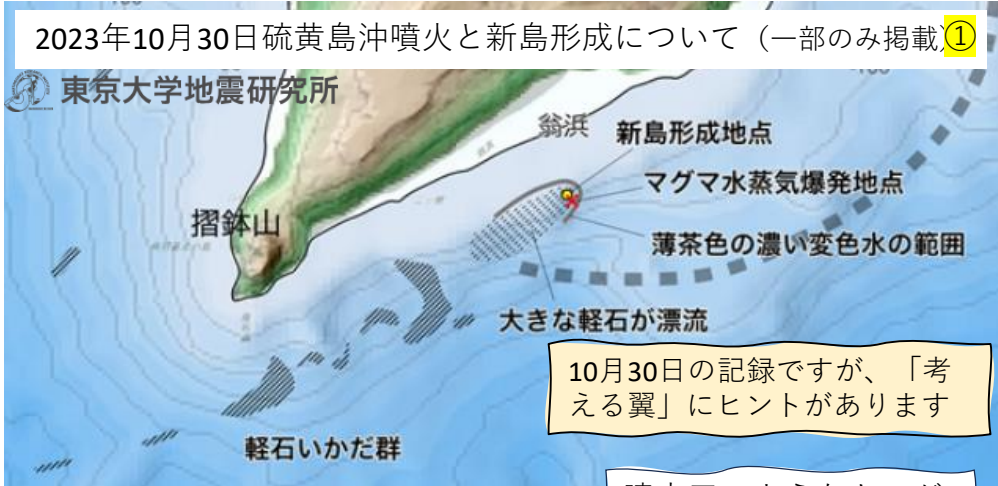 2023年10月30日硫黄島沖噴火と新島形成について（一部のみ掲載）①
東京大学地震研究所
翁浜
新島形成地点
マグマ水蒸気爆発地点
摺鉢山
薄茶色の濃い変色水の範囲
大きな軽石が漂流
10月30日の記録ですが、「考
える翼」にヒントがあります
軽石いかだ群